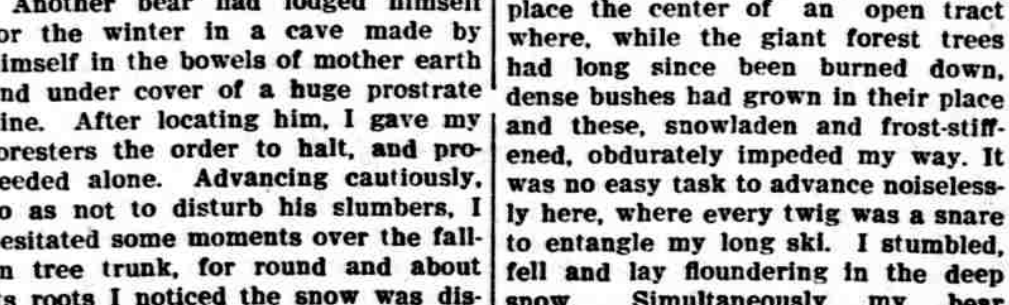 Another bear had lodged himself
or the winter in a cave made by
imself in the bowels of mother earth
nd under cover of a huge prostrate
ine. After locating him, I gave my
oresters the order to halt, and pro-
eeded alone. Advancing cautiously,
o as not to disturb his slumbers, I
esitated some moments over the fall-
n tree trunk, for round and about
ts roots I noticed the snow was dis-
place the center of an open tract
where, while the giant forest trees
had long since been burned down,
dense bushes had grown in their place
and these, snowladen and frost-stiff-
ened, obdurately impeded my way. It
was no easy task to advance noiseless-
ly here, where every twig was a snare
to entangle my long ski. I stumbled,
fell and lay floundering in the deep
snow. Simultaneously my bear